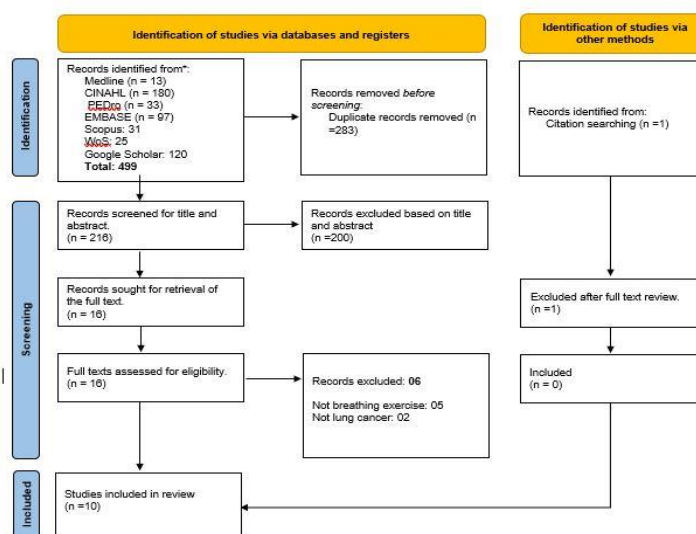 Identification of studies via databases and registers
Identification of studies via
other methods
Identification
Records identified from*:
Medline (n = 13)
CINAHL (n = 180)
PEDro (n = 33)
EMBASE (n = 97)
Scopus: 31
WoS: 25
Google Scholar: 120
Total: 499
Records removed before
screening:
Duplicate records removed (n
=283)
Records identified from:
Citation searching (n =1)
Screening
Records screened for title and
abstract.
(n = 216)
Records excluded based on title
and abstract
(n =200)
Records sought for retrieval of
the full text.
(n = 16)
Excluded after full text review.
(n =1)
Full texts assessed for eligibility.
(n = 16)
Records excluded: 06
Not breathing exercise: 05
Not lung cancer: 02
Included
(n = 0)
Included
Studies included in review
(n =10)